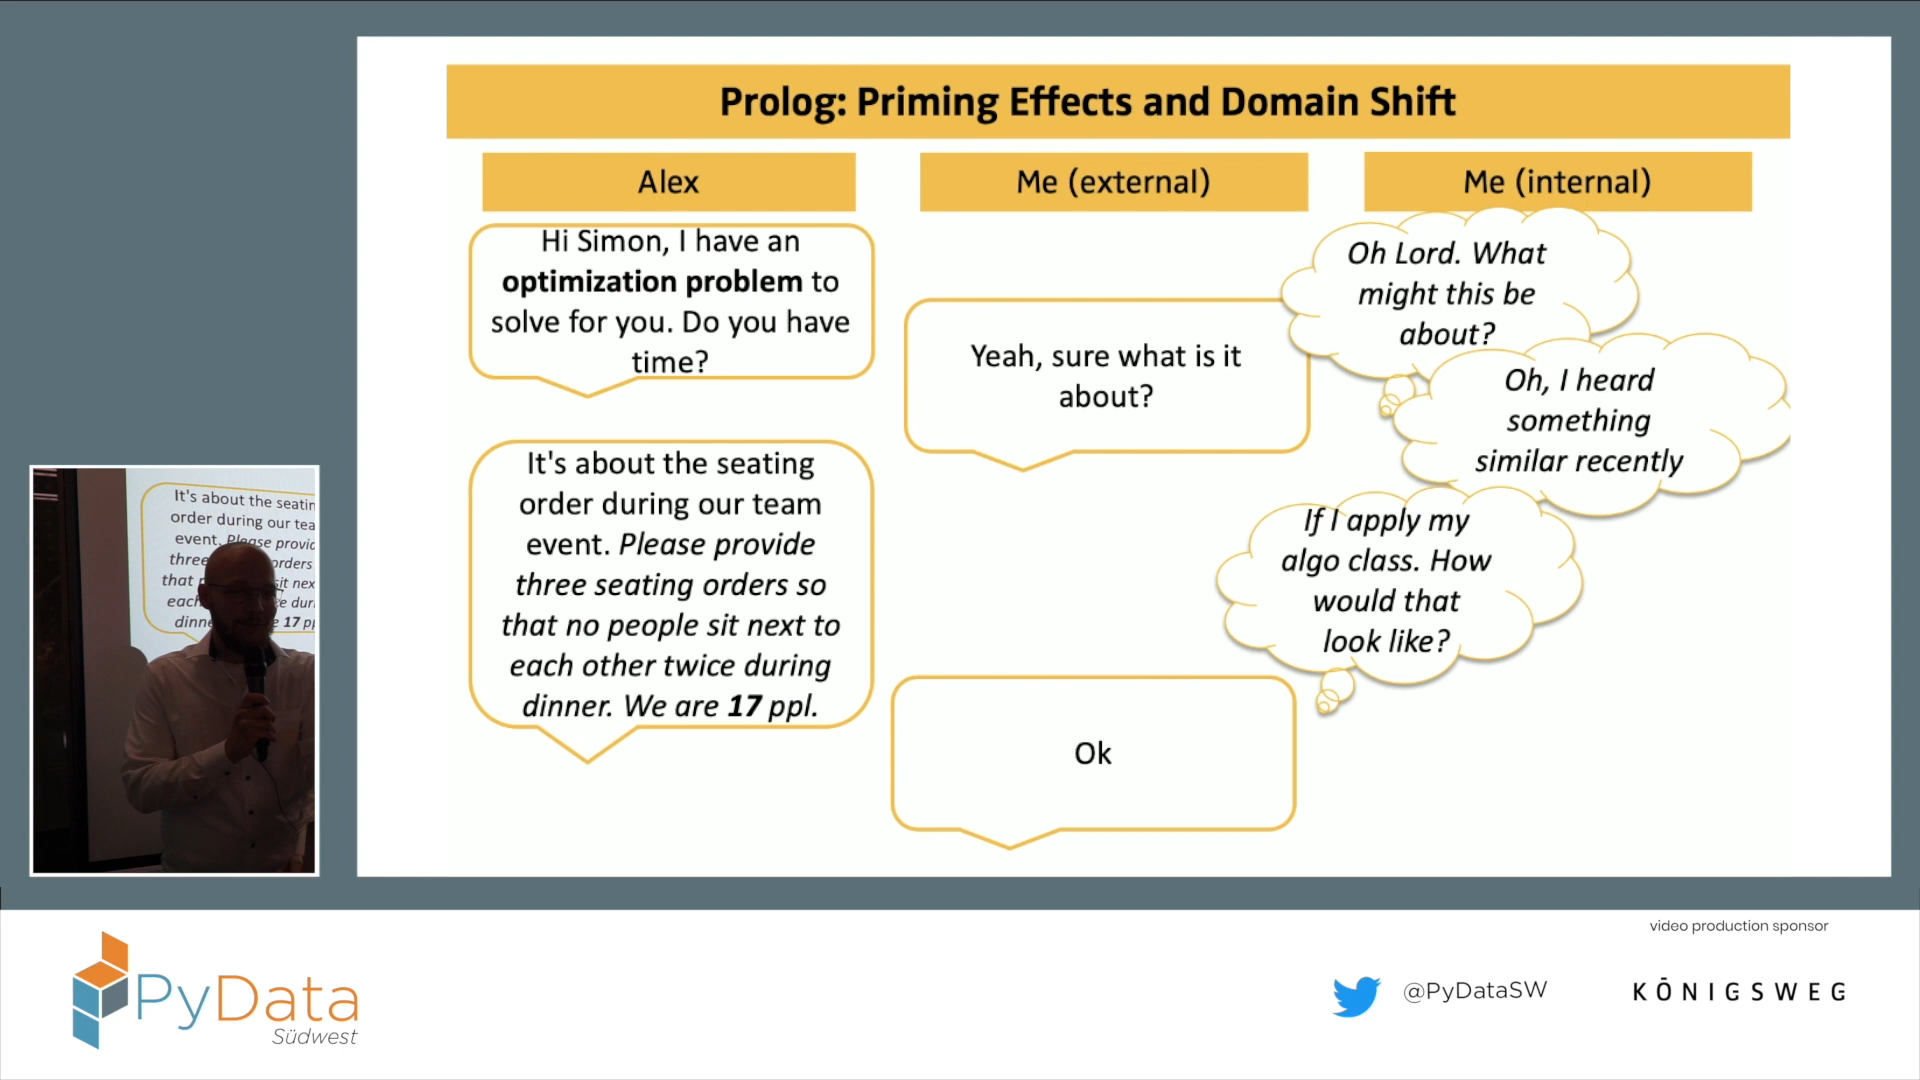 Prolog: Priming Effects and Domain Shift
Alex
Me (external)
Me (internal)
Hi Simon, I have an
optimization problem to
solve for you. Do you have
time?
Oh Lord. What
might this be
about?
Yeah, sure what is it
about?
Oh, I heard
something
similar recently
It's about the seating
order during our team
event. Please provide
three seating orders so
that no people sit next to
each other twice during
dinner. We are 17 ppl.
If I apply my
algo class. How
would that
look like?
Ok
It's about the seatin
order during our tea
event. Please provid
three orders
that sit nex
each e dur
dinn 17 pp
PyData
Südwest
@PyDataSW
video production sponsor
KÖNIGSWEG